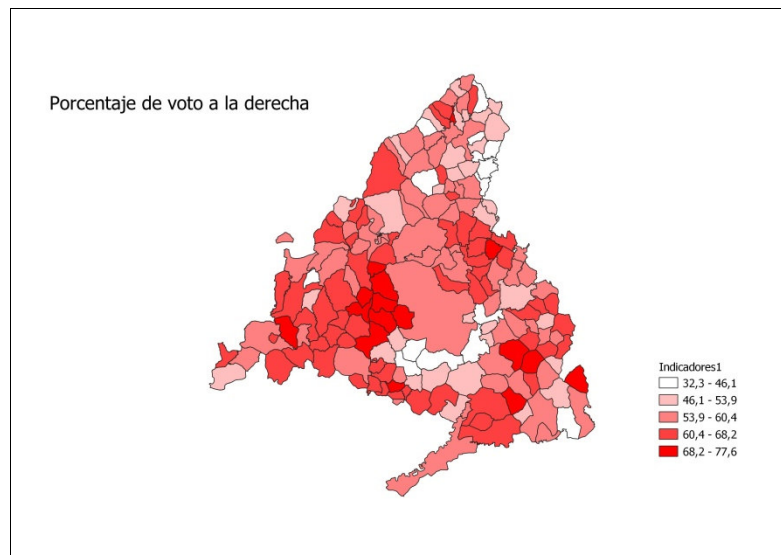 Porcentaje de voto a la derecha
Indicadores1
32,3 - 46,1
46,1 - 53,9
53,9 - 60,4
60,4 - 68,2
68,2 - 77,6